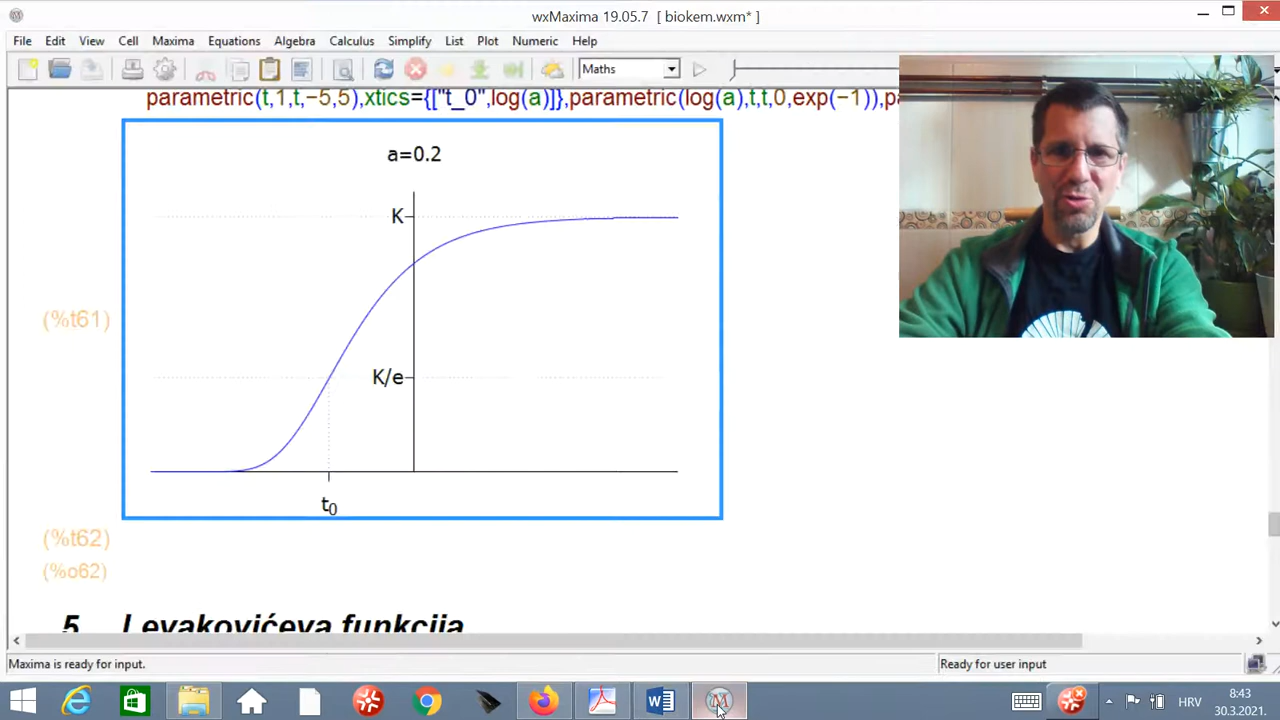 wxMaxima 19.05.7 [ biokem.wxm* ]
File Edit View Cell Maxima Equations Algebra Calculus Simplify List Plot Numeric Help
Maths
parametric(t,1,t,−5,5),xtics={["t_0",log(a)]},parametric(log(a),t,t,0,exp(−1)),pa
a=0.2
K
(%t61)
K/e
t0
(%t62)
(%o62)
5 Levakovićeva funkcija
Maxima is ready for input. Ready for user input
HRV
8:43
30.3.2021.